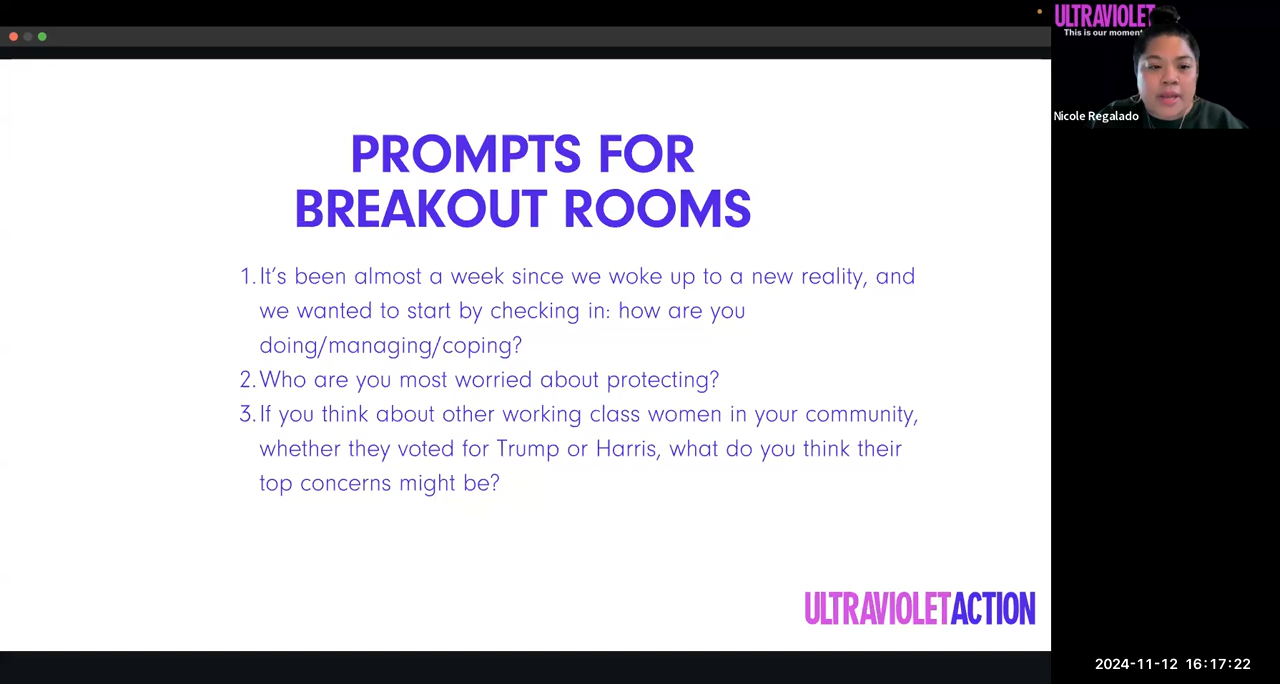 PROMPTS FOR
BREAKOUT ROOMS
1. It's been almost a week since we woke up to a new reality, and
we wanted to start by checking in: how are you
doing/managing/coping?
2. Who are you most worried about protecting?
3. If you think about other working class women in your community,
whether they voted for Trump or Harris, what do you think their
top concerns might be?
ULTRAVIOLETACTION
ULTRAVIOLET
This is our moment
Nicole Regalado
2024-11-12 16:17:22